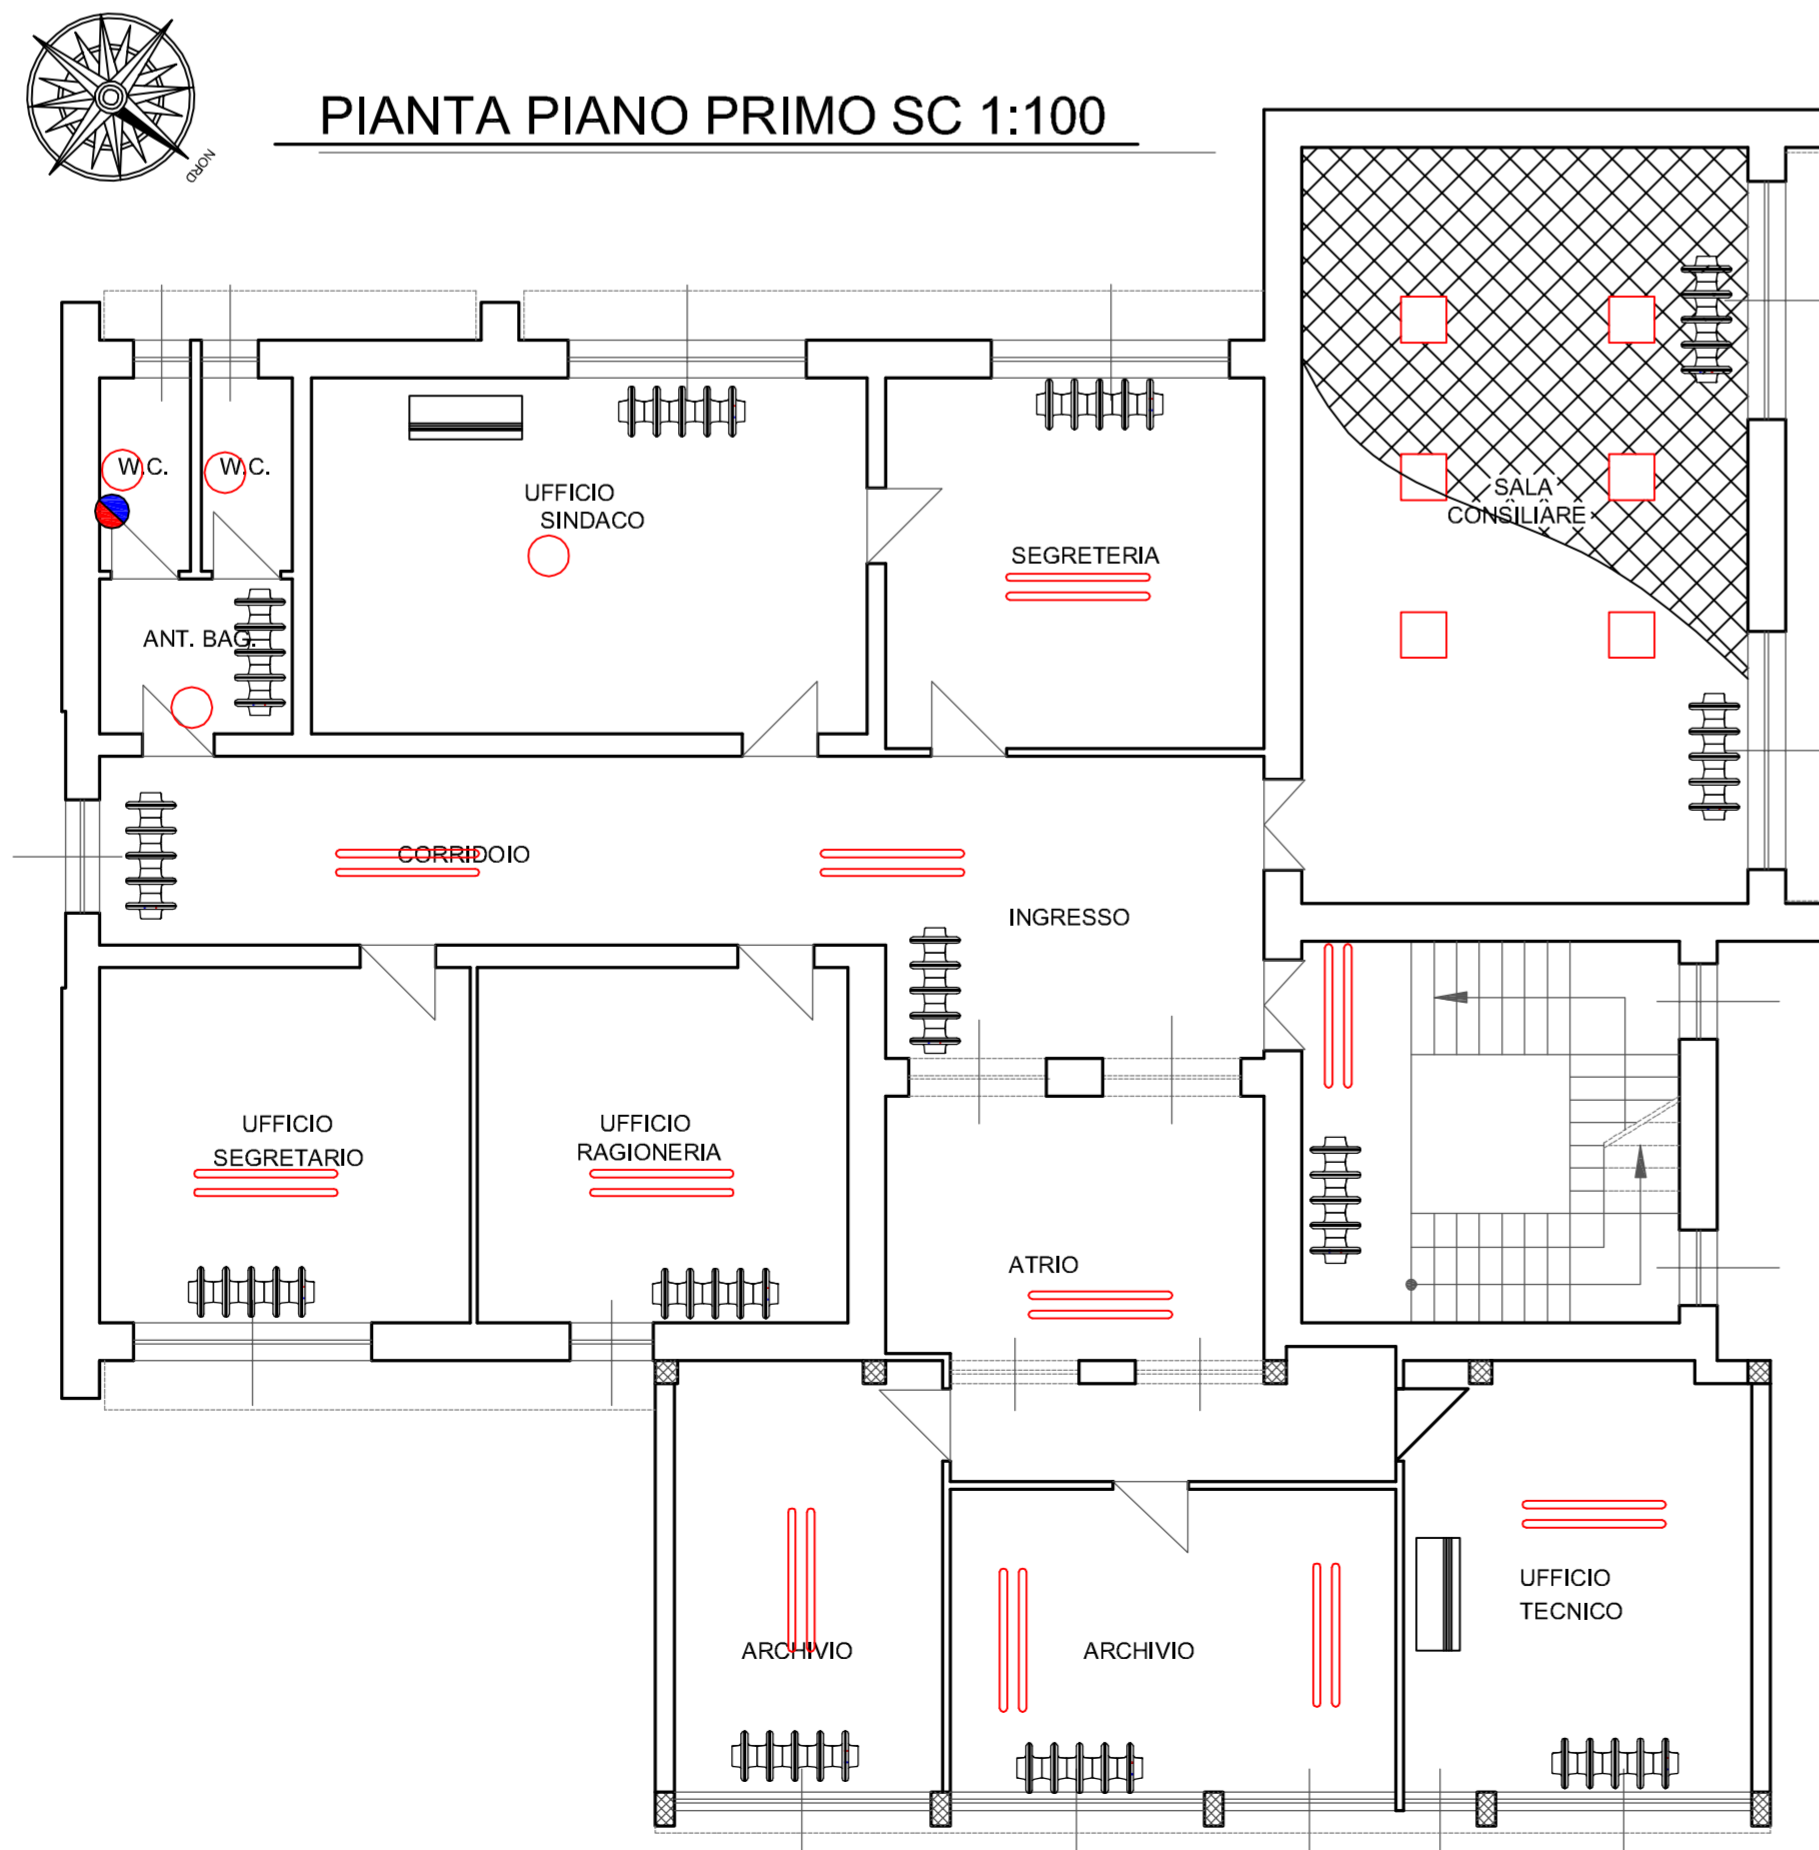 PIANTA PIANO PRIMO SC 1:100
NORD
W.C.
W.C.
UFFICIO
SINDACO
SEGRETERIA
SALA
CONSILIARE
ANT. BAG.
CORRIDOIO
INGRESSO
UFFICIO
SEGRETARIO
UFFICIO
RAGIONERIA
ATRIO
ARCHIVIO
ARCHIVIO
UFFICIO
TECNICO